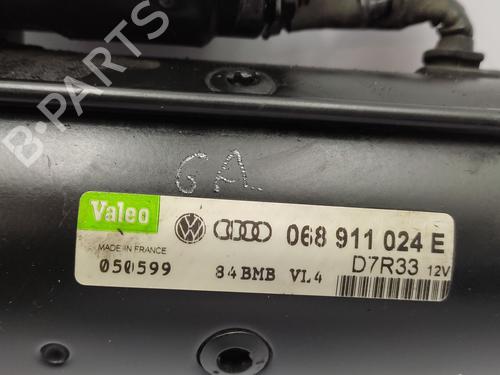 B-PARTS
GA
Valeo
068 911 024 E
MADE IN FRANCE
050599
84BMB VL4
D7R33 12V